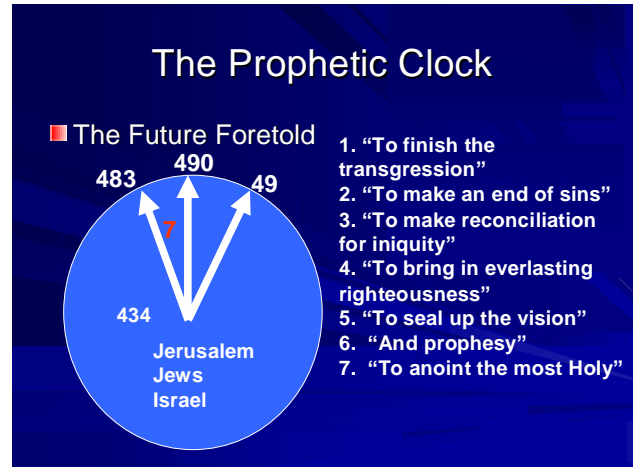 The Prophetic Clock
The Future Foretold
490
483
49
7
434
Jerusalem
Jews
Israel
1. “To finish the
transgression”
2. “To make an end of sins”
3. “To make reconciliation
for iniquity”
4. “To bring in everlasting
righteousness”
5. “To seal up the vision”
6. “And prophesy”
7. “To anoint the most Holy”